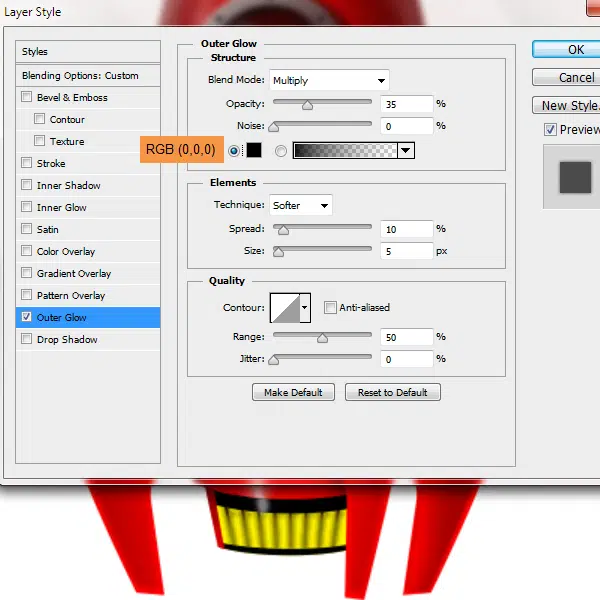 Layer Style
Styles
Blending Options: Custom
Bevel & Emboss
Contour
Texture
Stroke
Inner Shadow
Inner Glow
Satin
Color Overlay
Gradient Overlay
Pattern Overlay
Outer Glow
Drop Shadow
RGB (0,0,0)
Outer Glow
Structure
Blend Mode: Multiply
Opacity: 35 %
Noise: 0 %
Elements
Technique: Softer
Spread: 10 %
Size: 5 px
Quality
Contour: Anti-aliased
Range: 50 %
Jitter: 0 %
Make Default Reset to Default
OK
Cancel
New Style.
Preview